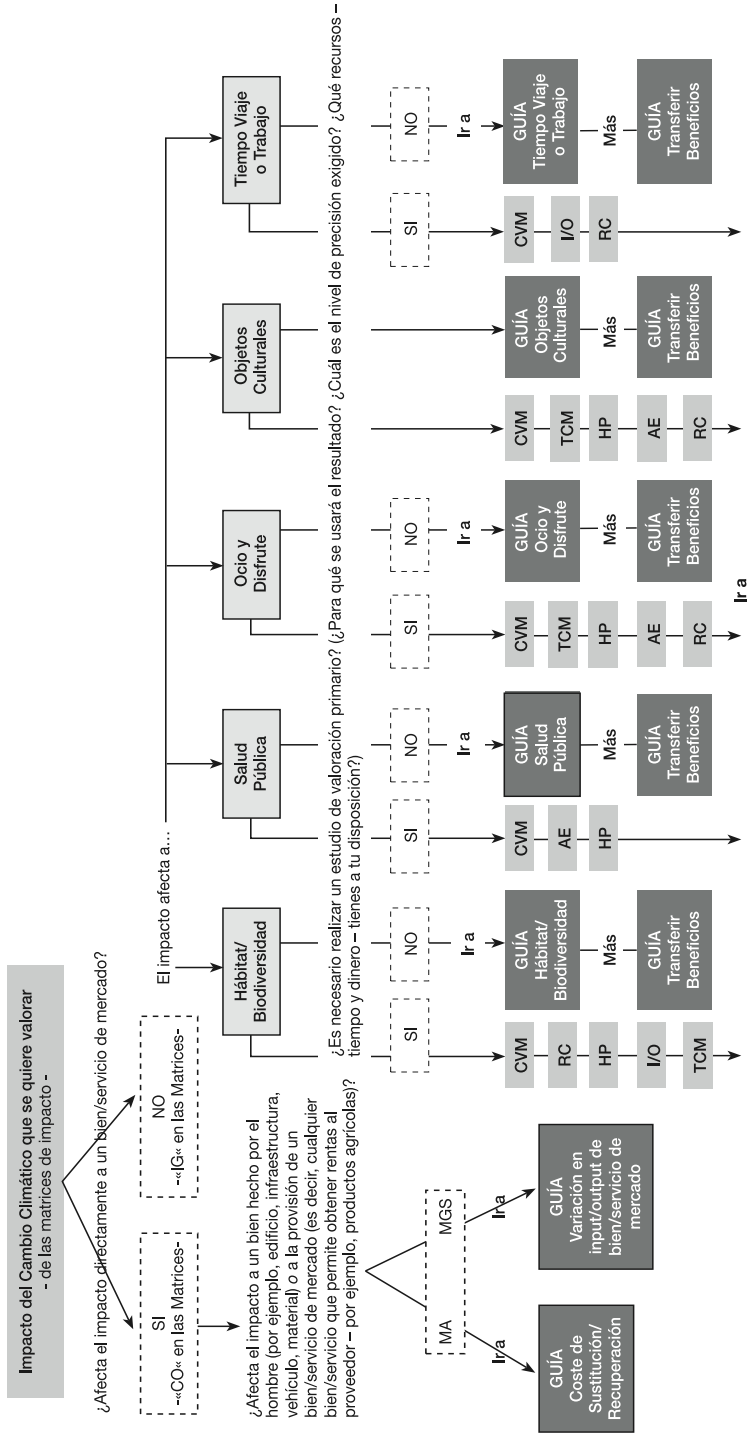 Impacto del Cambio Climático que se quiere valorar
- de las matrices de impacto -
¿Afecta el impacto directamente a un bien/servicio de mercado?
SI
-«CO« en las Matrices-
NO
-«IG« en las Matrices-
¿Afecta el impacto a un bien hecho por el
hombre (por ejemplo, edificio, infraestructura,
vehículo, material) o a la provisión de un
bien/servicio de mercado (es decir, cualquier
bien/servicio que permite obtener rentas al
proveedor – por ejemplo, productos agrícolas)?
MA
MGS
Ir a
Ir a
GUÍA
Coste de
Sustitución/
Recuperación
GUÍA
Variación en
input/output de
bien/servicio de
mercado
El impacto afecta a...
Hábitat/
Biodiversidad
Salud
Pública
Ocio y
Disfrute
Objetos
Culturales
Tiempo Viaje
o Trabajo
¿Es necesario realizar un estudio de valoración primario? (¿Para qué se usará el resultado? ¿Cuál es el nivel de precisión exigido? ¿Qué recursos –
tiempo y dinero – tienes a tu disposición?)
SI
NO
SI
NO
SI
NO
SI
NO
Ir a
Ir a
Ir a
Ir a
CVM
RC
HP
I/O
TCM
GUÍA
Hábitat/
Biodiversidad
Más
GUÍA
Transferir
Beneficios
CVM
AE
HP
GUÍA
Salud
Pública
Más
GUÍA
Transferir
Beneficios
CVM
TCM
HP
AE
RC
GUÍA
Ocio y
Disfrute
Más
GUÍA
Transferir
Beneficios
CVM
TCM
HP
AE
RC
GUÍA
Objetos
Culturales
Más
GUÍA
Transferir
Beneficios
CVM
I/O
RC
GUÍA
Tiempo Viaje
o Trabajo
Más
GUÍA
Transferir
Beneficios
Ir a